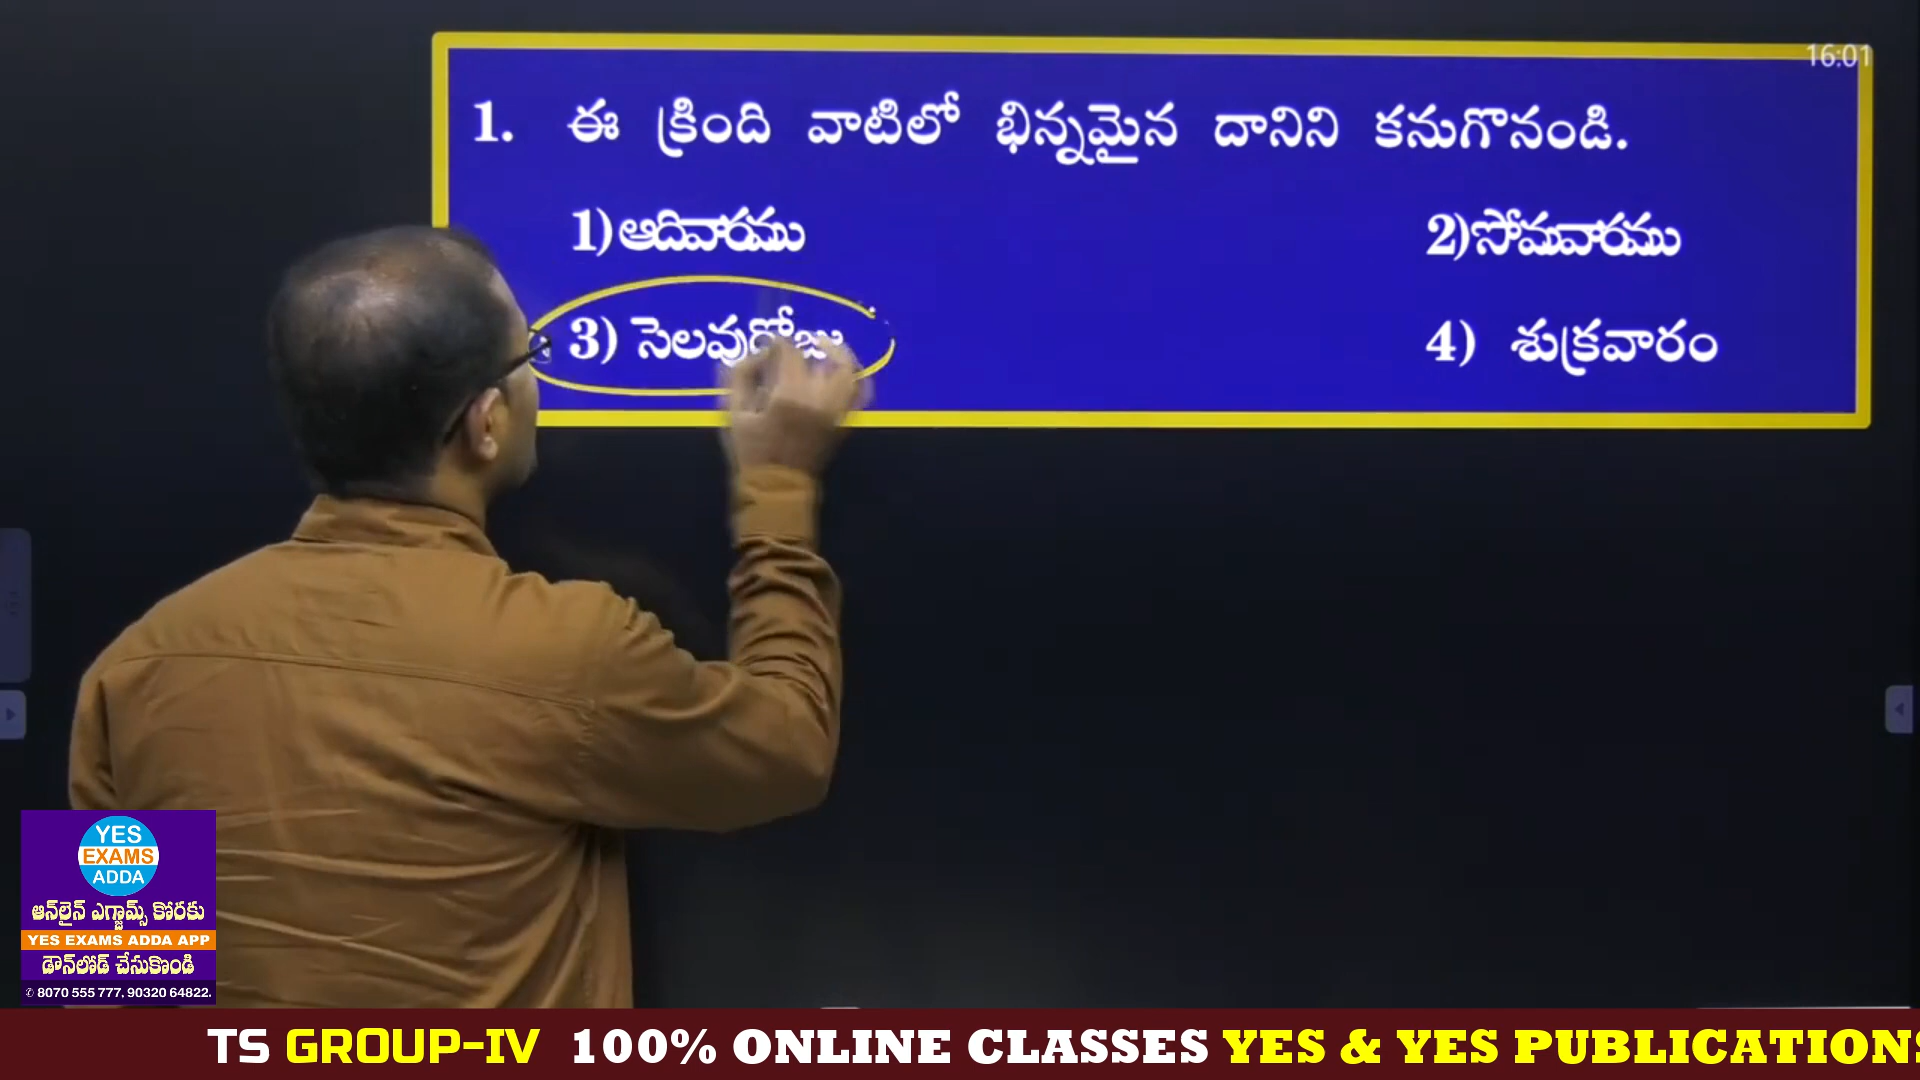 16:01
1. ఈ క్రింది వాటిలో భిన్నమైన దానిని కనుగొనండి.
1) ఆదివారము 2) సోమవారము
3) సెలవురోజు 4) శుక్రవారం
YES
EXAMS
ADDA
ఆన్‌లైన్ ఎగ్జామ్స్ కోరకు
YES EXAMS ADDA APP
డౌన్‌లోడ్ చేసుకొండి
✆ 8070 555 777, 90320 64822.
TS GROUP-IV 100% ONLINE CLASSES YES & YES PUBLICATIONS